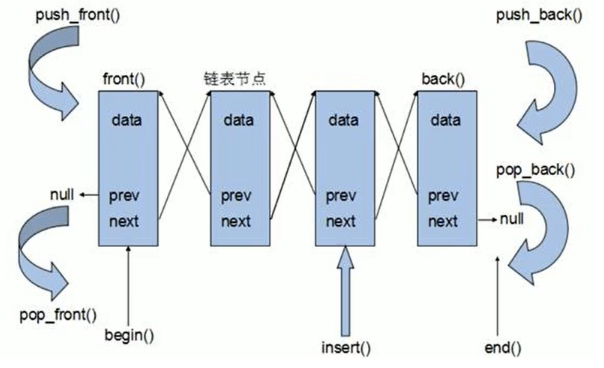 push_front()
push_back()
front()
链表节点
back()
data
data
data
data
pop_back()
null
prev
prev
prev
prev
next
next
next
next
null
pop_front()
begin()
insert()
end()